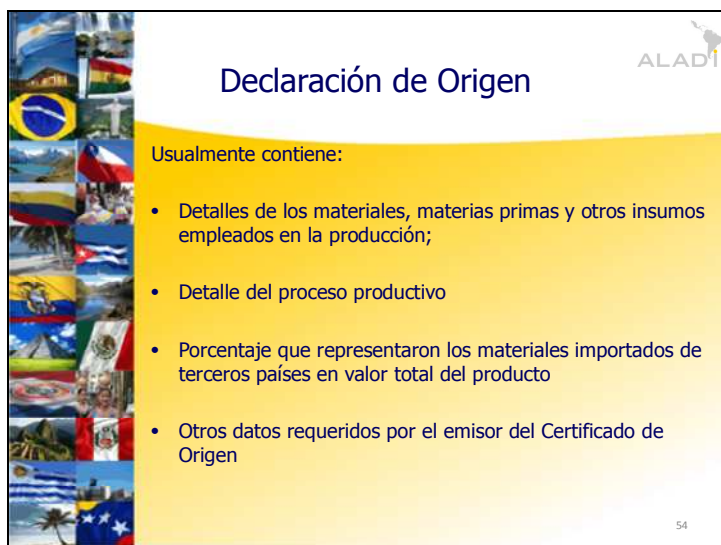 ALADI
Declaración de Origen
Usualmente contiene:
• Detalles de los materiales, materias primas y otros insumos
empleados en la producción;
• Detalle del proceso productivo
• Porcentaje que representaron los materiales importados de
terceros países en valor total del producto
• Otros datos requeridos por el emisor del Certificado de
Origen
54